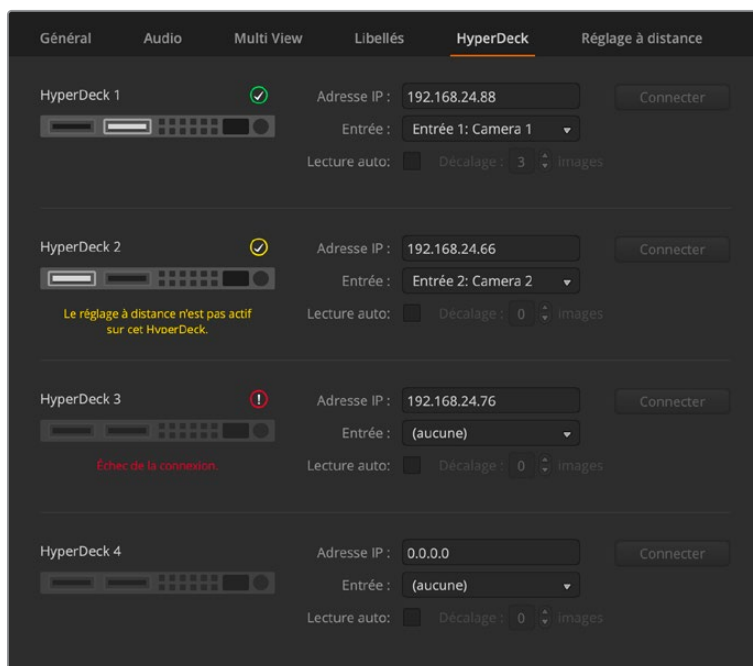 Général Audio Multi View Libellés HyperDeck Réglage à distance
HyperDeck 1 Adresse IP : 192.168.24.88 Connecter
Entrée : Entrée 1: Camera 1
Lecture auto: Décalage : 3 images
HyperDeck 2 Adresse IP : 192.168.24.66 Connecter
Entrée : Entrée 2: Camera 2
Le réglage à distance n'est pas actif
sur cet HyperDeck.
Lecture auto: Décalage : 0 images
HyperDeck 3 Adresse IP : 192.168.24.76 Connecter
Entrée : (aucune)
Échec de la connexion. Lecture auto: Décalage : 0 images
HyperDeck 4 Adresse IP : 0.0.0.0 Connecter
Entrée : (aucune)
Lecture auto: Décalage : 0 images